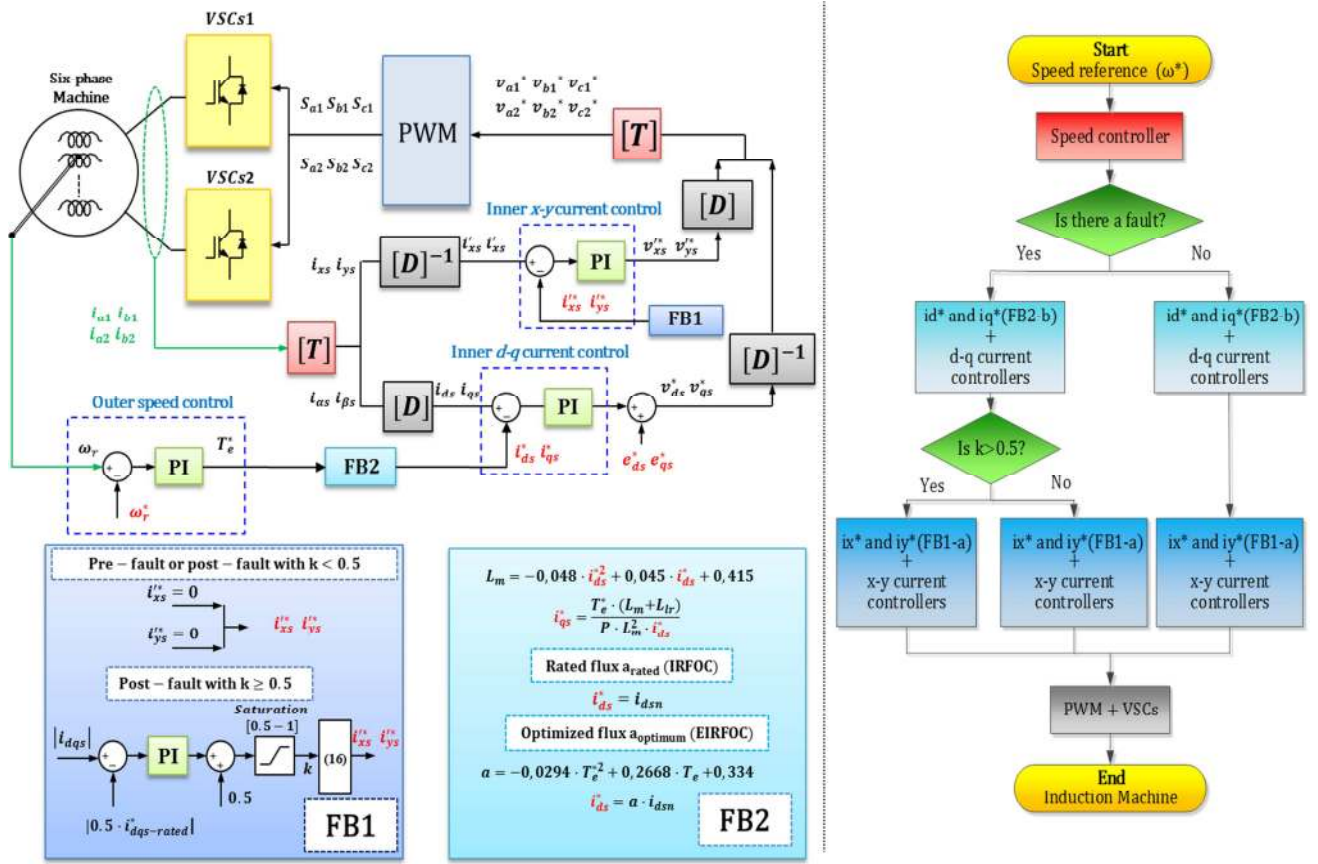 VSCs1
Six-phase
Machine
VSCs2
S_a1 S_b1 S_c1
S_a2 S_b2 S_c2
PWM
v_a1* v_b1* v_c1*
v_a2* v_b2* v_c2*
[T]
[D]
Inner x-y current control
i_xs i_ys
[D]⁻¹
i'_xs i'_xs
+
−
PI
v'*_xs v'*_ys
i'*_xs i'*_ys
FB1
i_a1 i_b1
i_a2 i_b2
[T]
Inner d-q current control
[D]⁻¹
i_αs i_βs
[D]
i_ds i_qs
+
−
PI
+
+
v*_ds v*_qs
i*_ds i*_qs
e*_ds e*_qs
Outer speed control
ω_r
+
−
PI
T*_e
FB2
ω*_r
Pre − fault or post − fault with k < 0.5
i'*_xs = 0
i'*_ys = 0
i'*_xs i'*_ys
Post − fault with k ≥ 0.5
Saturation
[0.5 − 1]
|i_dqs|
+
−
PI
+
+
k
(16)
i'*_xs i'*_ys
0.5
|0.5 · i*_dqs−rated|
FB1
L_m = −0,048 · i*²_ds + 0,045 · i*_ds + 0,415
i*_qs = T*_e · (L_m+L_lr) / P · L²_m · i*_ds
Rated flux a_rated (IRFOC)
i*_ds = i_dsn
Optimized flux a_optimum (EIRFOC)
a = −0,0294 · T*²_e + 0,2668 · T_e + 0,334
i*_ds = a · i_dsn
FB2
Start
Speed reference (ω*)
Speed controller
Is there a fault?
Yes
No
id* and iq*(FB2-b)
+
d-q current
controllers
id* and iq*(FB2-b)
+
d-q current
controllers
Is k>0.5?
Yes
No
ix* and iy*(FB1-a)
+
x-y current
controllers
ix* and iy*(FB1-a)
+
x-y current
controllers
ix* and iy*(FB1-a)
+
x-y current
controllers
PWM + VSCs
End
Induction Machine